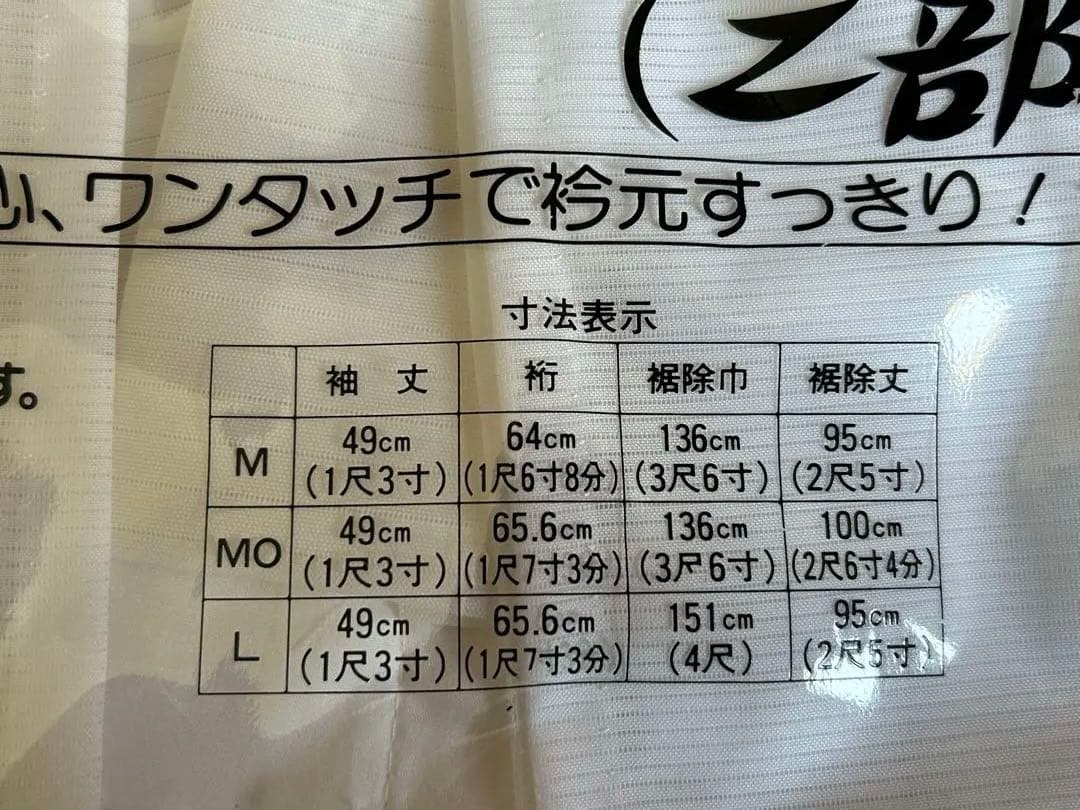 (二部
、ワンタッチで衿元すっきり!
す。
寸法表示
袖 丈 裄 裾除巾 裾除丈
M 49cm 64cm 136cm 95cm
(1尺3寸) (1尺6寸8分) (3尺6寸) (2尺5寸)
MO 49cm 65.6cm 136cm 100cm
(1尺3寸) (1尺7寸3分) (3尺6寸) (2尺6寸4分)
L 49cm 65.6cm 151cm 95cm
(1尺3寸) (1尺7寸3分) (4尺) (2尺5寸)